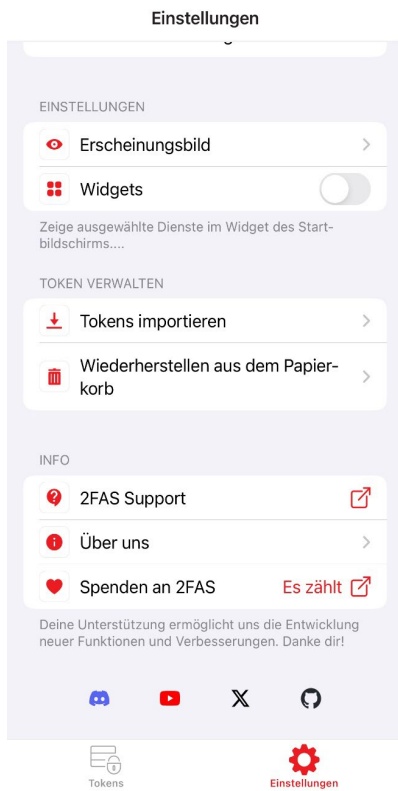 Einstellungen
EINSTELLUNGEN
Erscheinungsbild
Widgets
Zeige ausgewählte Dienste im Widget des Start-
bildschirms....
TOKEN VERWALTEN
Tokens importieren
Wiederherstellen aus dem Papier-
korb
INFO
2FAS Support
Über uns
Spenden an 2FAS Es zählt
Deine Unterstützung ermöglicht uns die Entwicklung
neuer Funktionen und Verbesserungen. Danke dir!
Tokens Einstellungen